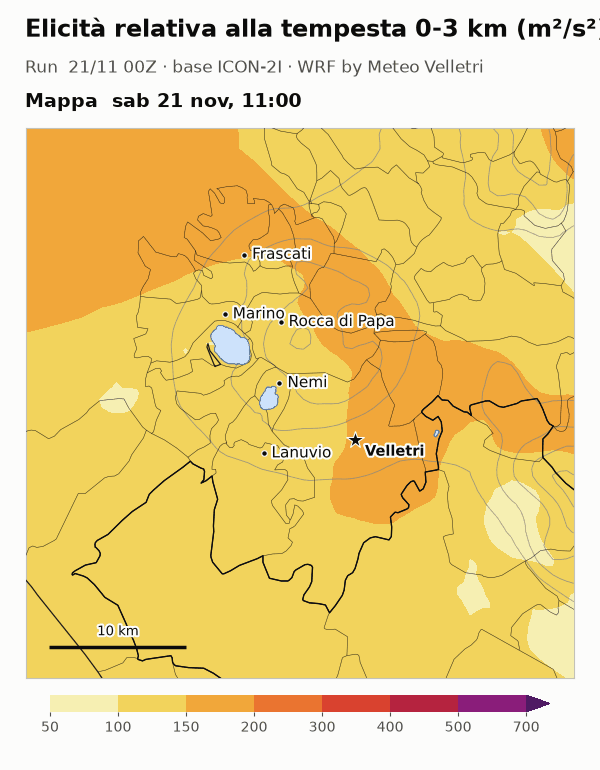 Elicità relativa alla tempesta 0-3 km (m²/s²)
Run 21/11 00Z · base ICON-2I · WRF by Meteo Velletri
Mappa sab 21 nov, 11:00
Frascati
Marino
Rocca di Papa
Nemi
Lanuvio
Velletri
10 km
50 100 150 200 300 400 500 700